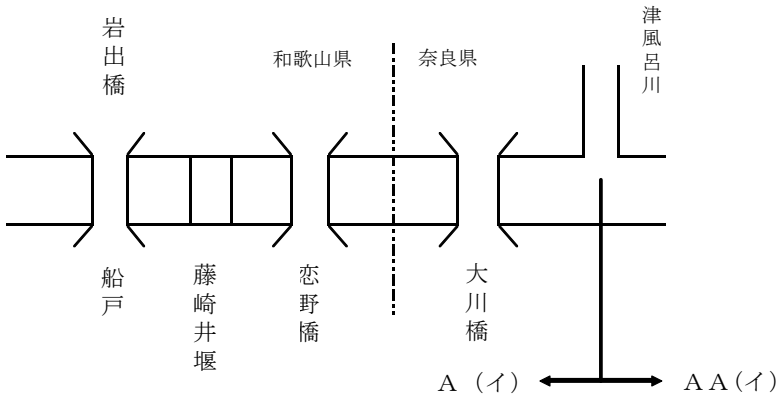 岩出橋
和歌山県
奈良県
津風呂川
船戸
藤崎井堰
恋野橋
大川橋
A（イ）
AA（イ）